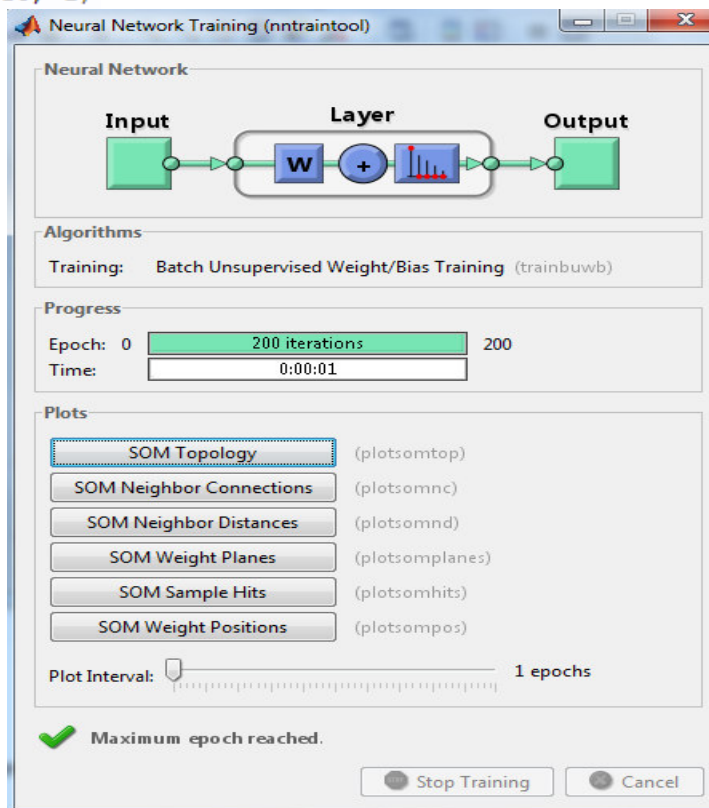 Neural Network Training (nntraintool)
Neural Network
Input Layer Output
W +
Algorithms
Training: Batch Unsupervised Weight/Bias Training (trainbuwb)
Progress
Epoch: 0 200 iterations 200
Time: 0:00:01
Plots
SOM Topology (plotsomtop)
SOM Neighbor Connections (plotsomnc)
SOM Neighbor Distances (plotsomnd)
SOM Weight Planes (plotsomplanes)
SOM Sample Hits (plotsomhits)
SOM Weight Positions (plotsompos)
Plot Interval: 1 epochs
Maximum epoch reached.
Stop Training Cancel